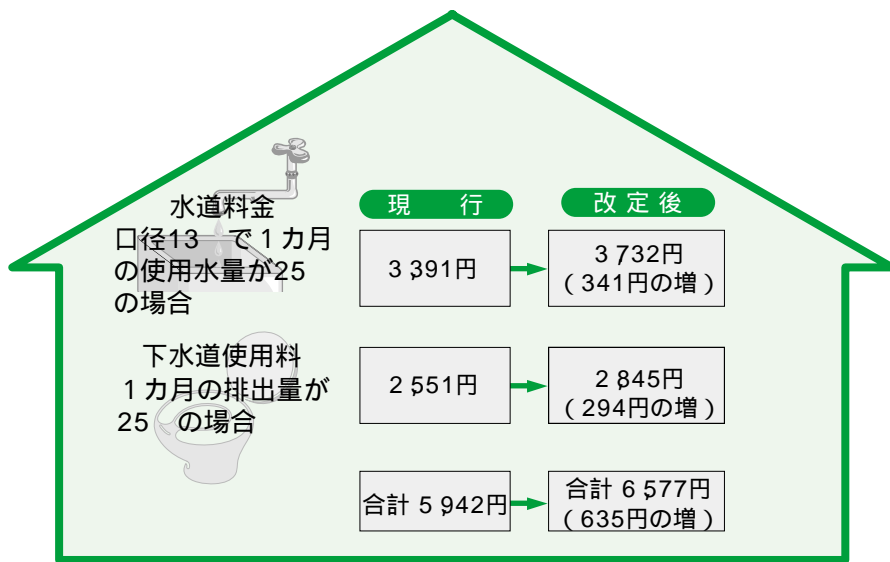 水道料金
口径13 で1カ月
の使用水量が25
の場合
現 行
改定後
3,391円
3,732円
(341円の増)
下水道使用料
1カ月の排出量が
25 の場合
2,551円
2,845円
(294円の増)
合計 5,942円
合計 6,577円
(635円の増)